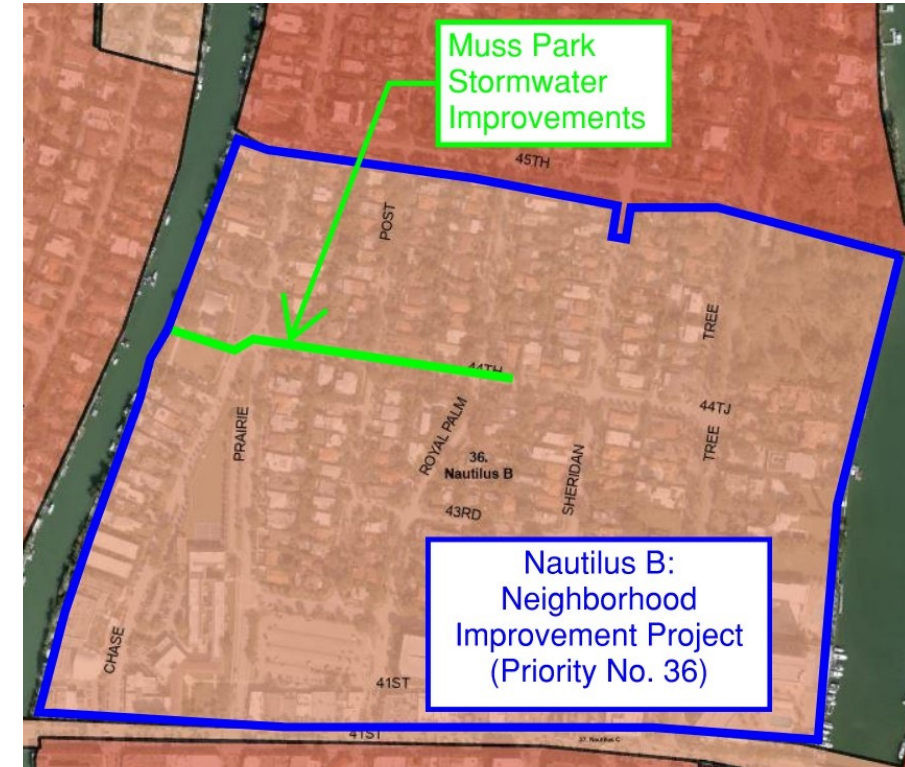 Muss Park
Stormwater
Improvements
45TH
POST
TREE
44TH
44TJ
PRAIRIE
ROYAL PALM
TREE
36.
Nautilus B
SHERIDAN
43RD
Nautilus B:
Neighborhood
Improvement Project
(Priority No. 36)
CHASE
41ST
41ST
37. Nautilus C